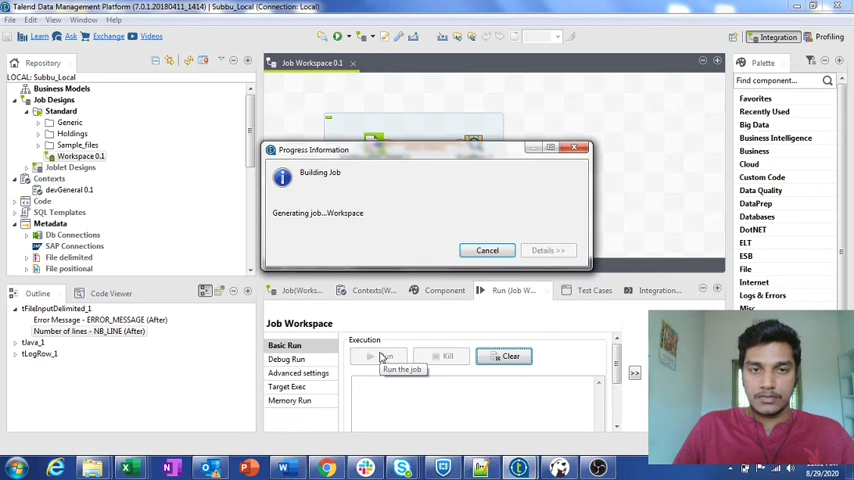 Talend Data Management Platform (7.0.1.20180411_1414) | Subbu_Local (Connection: Local)
File Edit View Window Help
Learn Ask Exchange Videos
Integration Profiling
Repository
LOCAL: Subbu_Local
Business Models
Job Designs
Standard
Generic
Holdings
Sample_files
Workspace 0.1
Joblet Designs
Contexts
devGeneral 0.1
Code
SQL Templates
Metadata
Db Connections
SAP Connections
File delimited
File positional
Job Workspace 0.1
Progress Information
Building Job
Generating job...Workspace
Cancel
Details >>
Palette
Find component...
Favorites
Recently Used
Big Data
Business Intelligence
Business
Cloud
Custom Code
Data Quality
DataPrep
Databases
DotNET
ELT
ESB
File
Internet
Logs & Errors
Outline
Code Viewer
tFileInputDelimited_1
Error Message - ERROR_MESSAGE (After)
Number of lines - NB_LINE (After)
tJava_1
tLogRow_1
Job(Works...
Contexts(W...
Component
Run (Job W...
Test Cases
Integration...
Job Workspace
Basic Run
Debug Run
Advanced settings
Target Exec
Memory Run
Execution
Run
Kill
Clear
Run the job
>>
8/29/2020